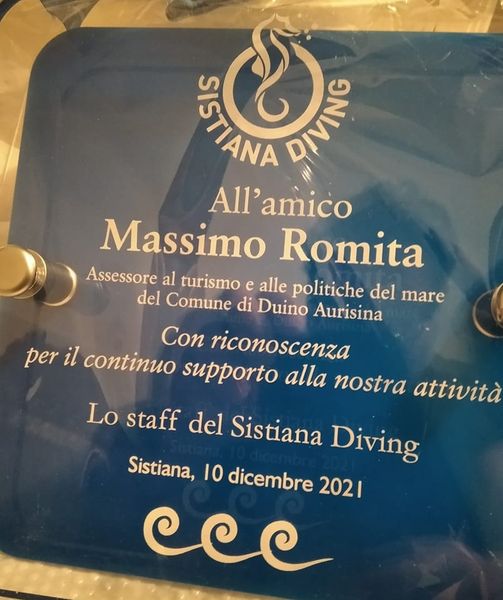 SISTIANA DIVING
All'amico
Massimo Romita
Assessore al turismo e alle politiche del mare
del Comune di Duino Aurisina
Con riconoscenza
per il continuo supporto alla nostra attività
Lo staff del Sistiana Diving
Sistiana, 10 dicembre 2021